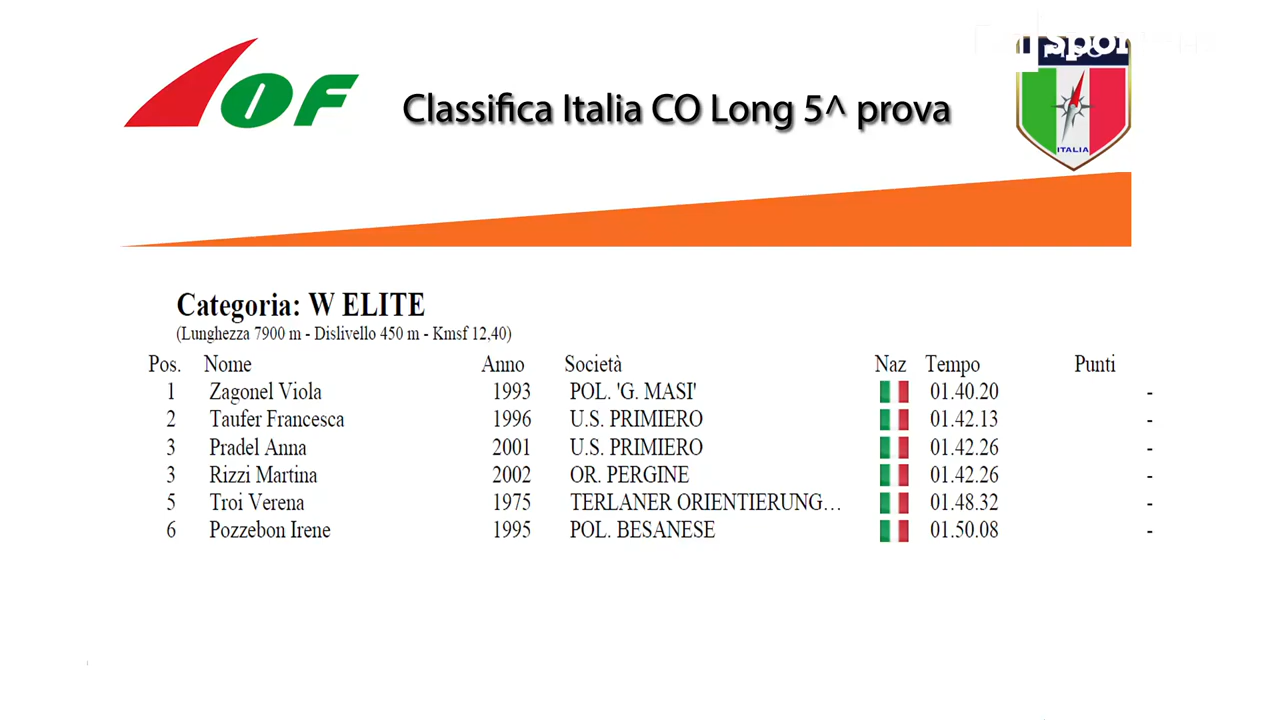 IOF
Classifica Italia CO Long 5^ prova
ITALIA
Categoria: W ELITE
(Lunghezza 7900 m - Dislivello 450 m - Kmsf 12,40)
Pos. Nome Anno Società Naz Tempo Punti
1 Zagonel Viola 1993 POL. 'G. MASI' 01.40.20 -
2 Taufer Francesca 1996 U.S. PRIMIERO 01.42.13 -
3 Pradel Anna 2001 U.S. PRIMIERO 01.42.26 -
3 Rizzi Martina 2002 OR. PERGINE 01.42.26 -
5 Troi Verena 1975 TERLANER ORIENTIERUNG… 01.48.32 -
6 Pozzebon Irene 1995 POL. BESANESE 01.50.08 -